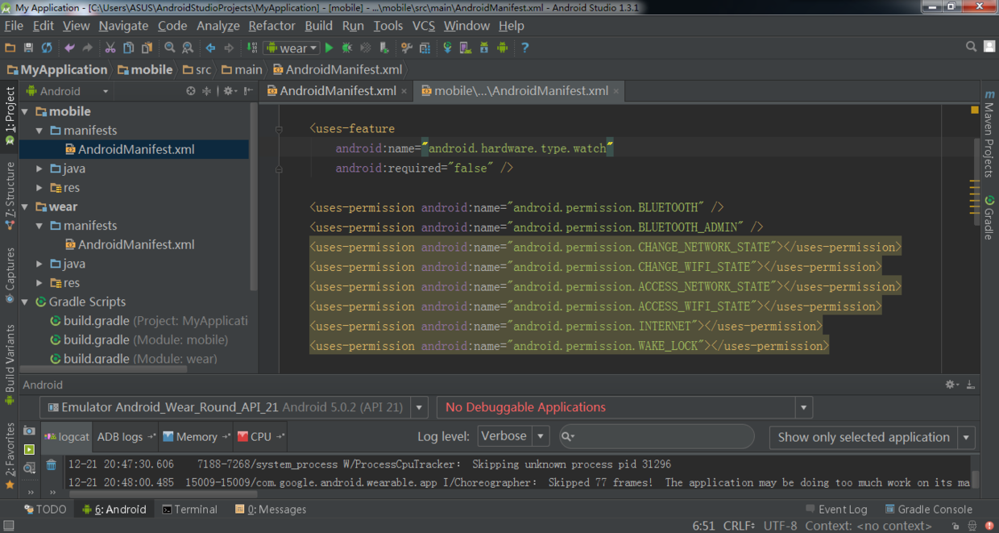 My Application - [C:\Users\ASUS\AndroidStudioProjects\MyApplication] - [mobile] - ...\mobile\src\main\AndroidManifest.xml - Android Studio 1.3.1
File Edit View Navigate Code Analyze Refactor Build Run Tools VCS Window Help
wear
MyApplication mobile src main AndroidManifest.xml
Android
AndroidManifest.xml mobile\...\AndroidManifest.xml
1: Project
Z: Structure
Captures
Build Variants
2: Favorites
mobile
manifests
AndroidManifest.xml
java
res
wear
manifests
AndroidManifest.xml
java
res
Gradle Scripts
build.gradle (Project: MyApplicati
build.gradle (Module: mobile)
build.gradle (Module: wear)
<uses-feature
android:name="android.hardware.type.watch"
android:required="false" />
<uses-permission android:name="android.permission.BLUETOOTH" />
<uses-permission android:name="android.permission.BLUETOOTH_ADMIN" />
<uses-permission android:name="android.permission.CHANGE_NETWORK_STATE"></uses-permission>
<uses-permission android:name="android.permission.CHANGE_WIFI_STATE"></uses-permission>
<uses-permission android:name="android.permission.ACCESS_NETWORK_STATE"></uses-permission>
<uses-permission android:name="android.permission.ACCESS_WIFI_STATE"></uses-permission>
<uses-permission android:name="android.permission.INTERNET"></uses-permission>
<uses-permission android:name="android.permission.WAKE_LOCK"></uses-permission>
m
Maven Projects
Gradle
Android
Emulator Android_Wear_Round_API_21 Android 5.0.2 (API 21) No Debuggable Applications
logcat ADB logs Memory CPU Log level: Verbose Show only selected application
12-21 20:47:30.606 7188-7268/system_process W/ProcessCpuTracker: Skipping unknown process pid 31296
12-21 20:48:00.485 15009-15009/com.google.android.wearable.app I/Choreographer: Skipped 77 frames! The application may be doing too much work on its ma
TODO 6: Android Terminal 0: Messages Event Log Gradle Console
6:51 CRLF UTF-8 Context: <no context>